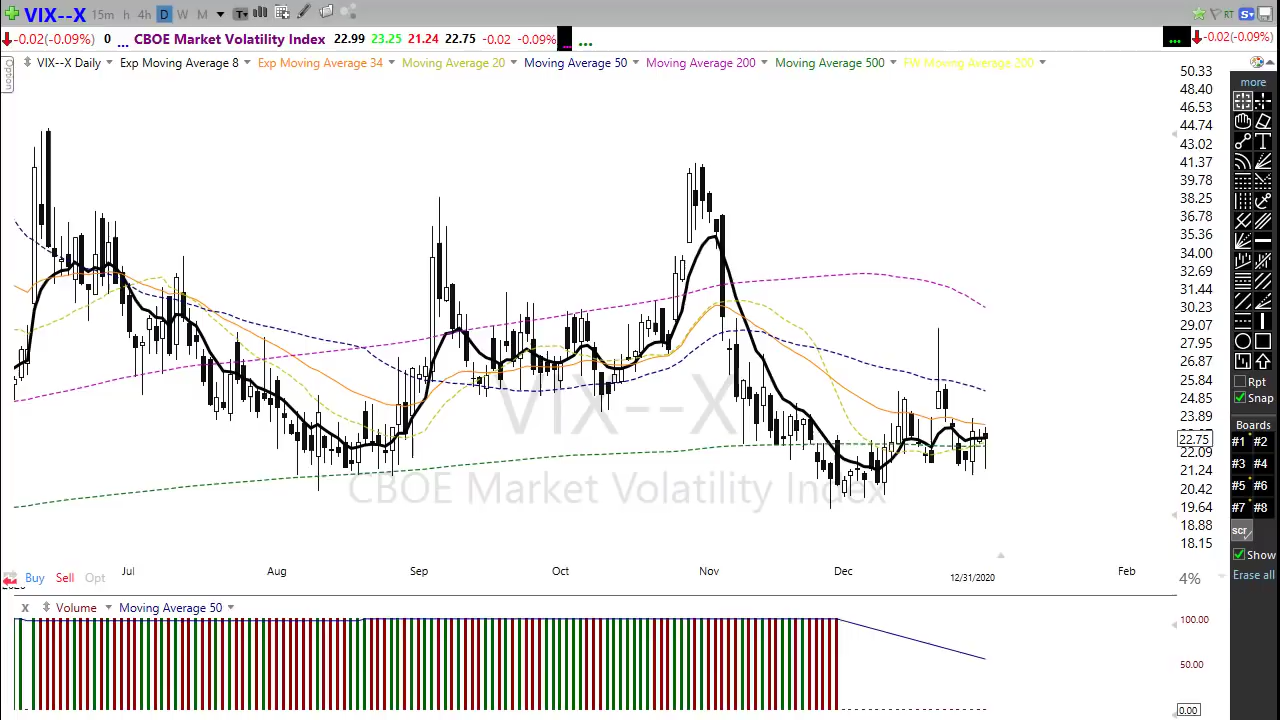 VIX--X 15m h 4h D W M T
RT S
-0.02(-0.09%) 0 ... CBOE Market Volatility Index 22.99 23.25 21.24 22.75 -0.02 -0.09% ... ... ... -0.02(-0.09%)
Option
VIX--X Daily Exp Moving Average 8 Exp Moving Average 34 Moving Average 20 Moving Average 50 Moving Average 200 Moving Average 500 FW Moving Average 200
50.33
48.40
46.53
44.74
43.02
41.37
39.78
38.25
36.78
35.36
34.00
32.69
31.44
30.23
29.07
27.95
26.87
25.84
24.85
23.89
22.75
22.09
21.24
20.42
19.64
18.88
18.15
VIX--X
CBOE Market Volatility Index
more
T
Rpt
Snap
Boards
#1 #2
#3 #4
#5 #6
#7 #8
scr
Show
Erase all
Jul Aug Sep Oct Nov Dec 12/31/2020 Feb
Buy Sell Opt
4%
X Volume Moving Average 50
100.00
50.00
0.00